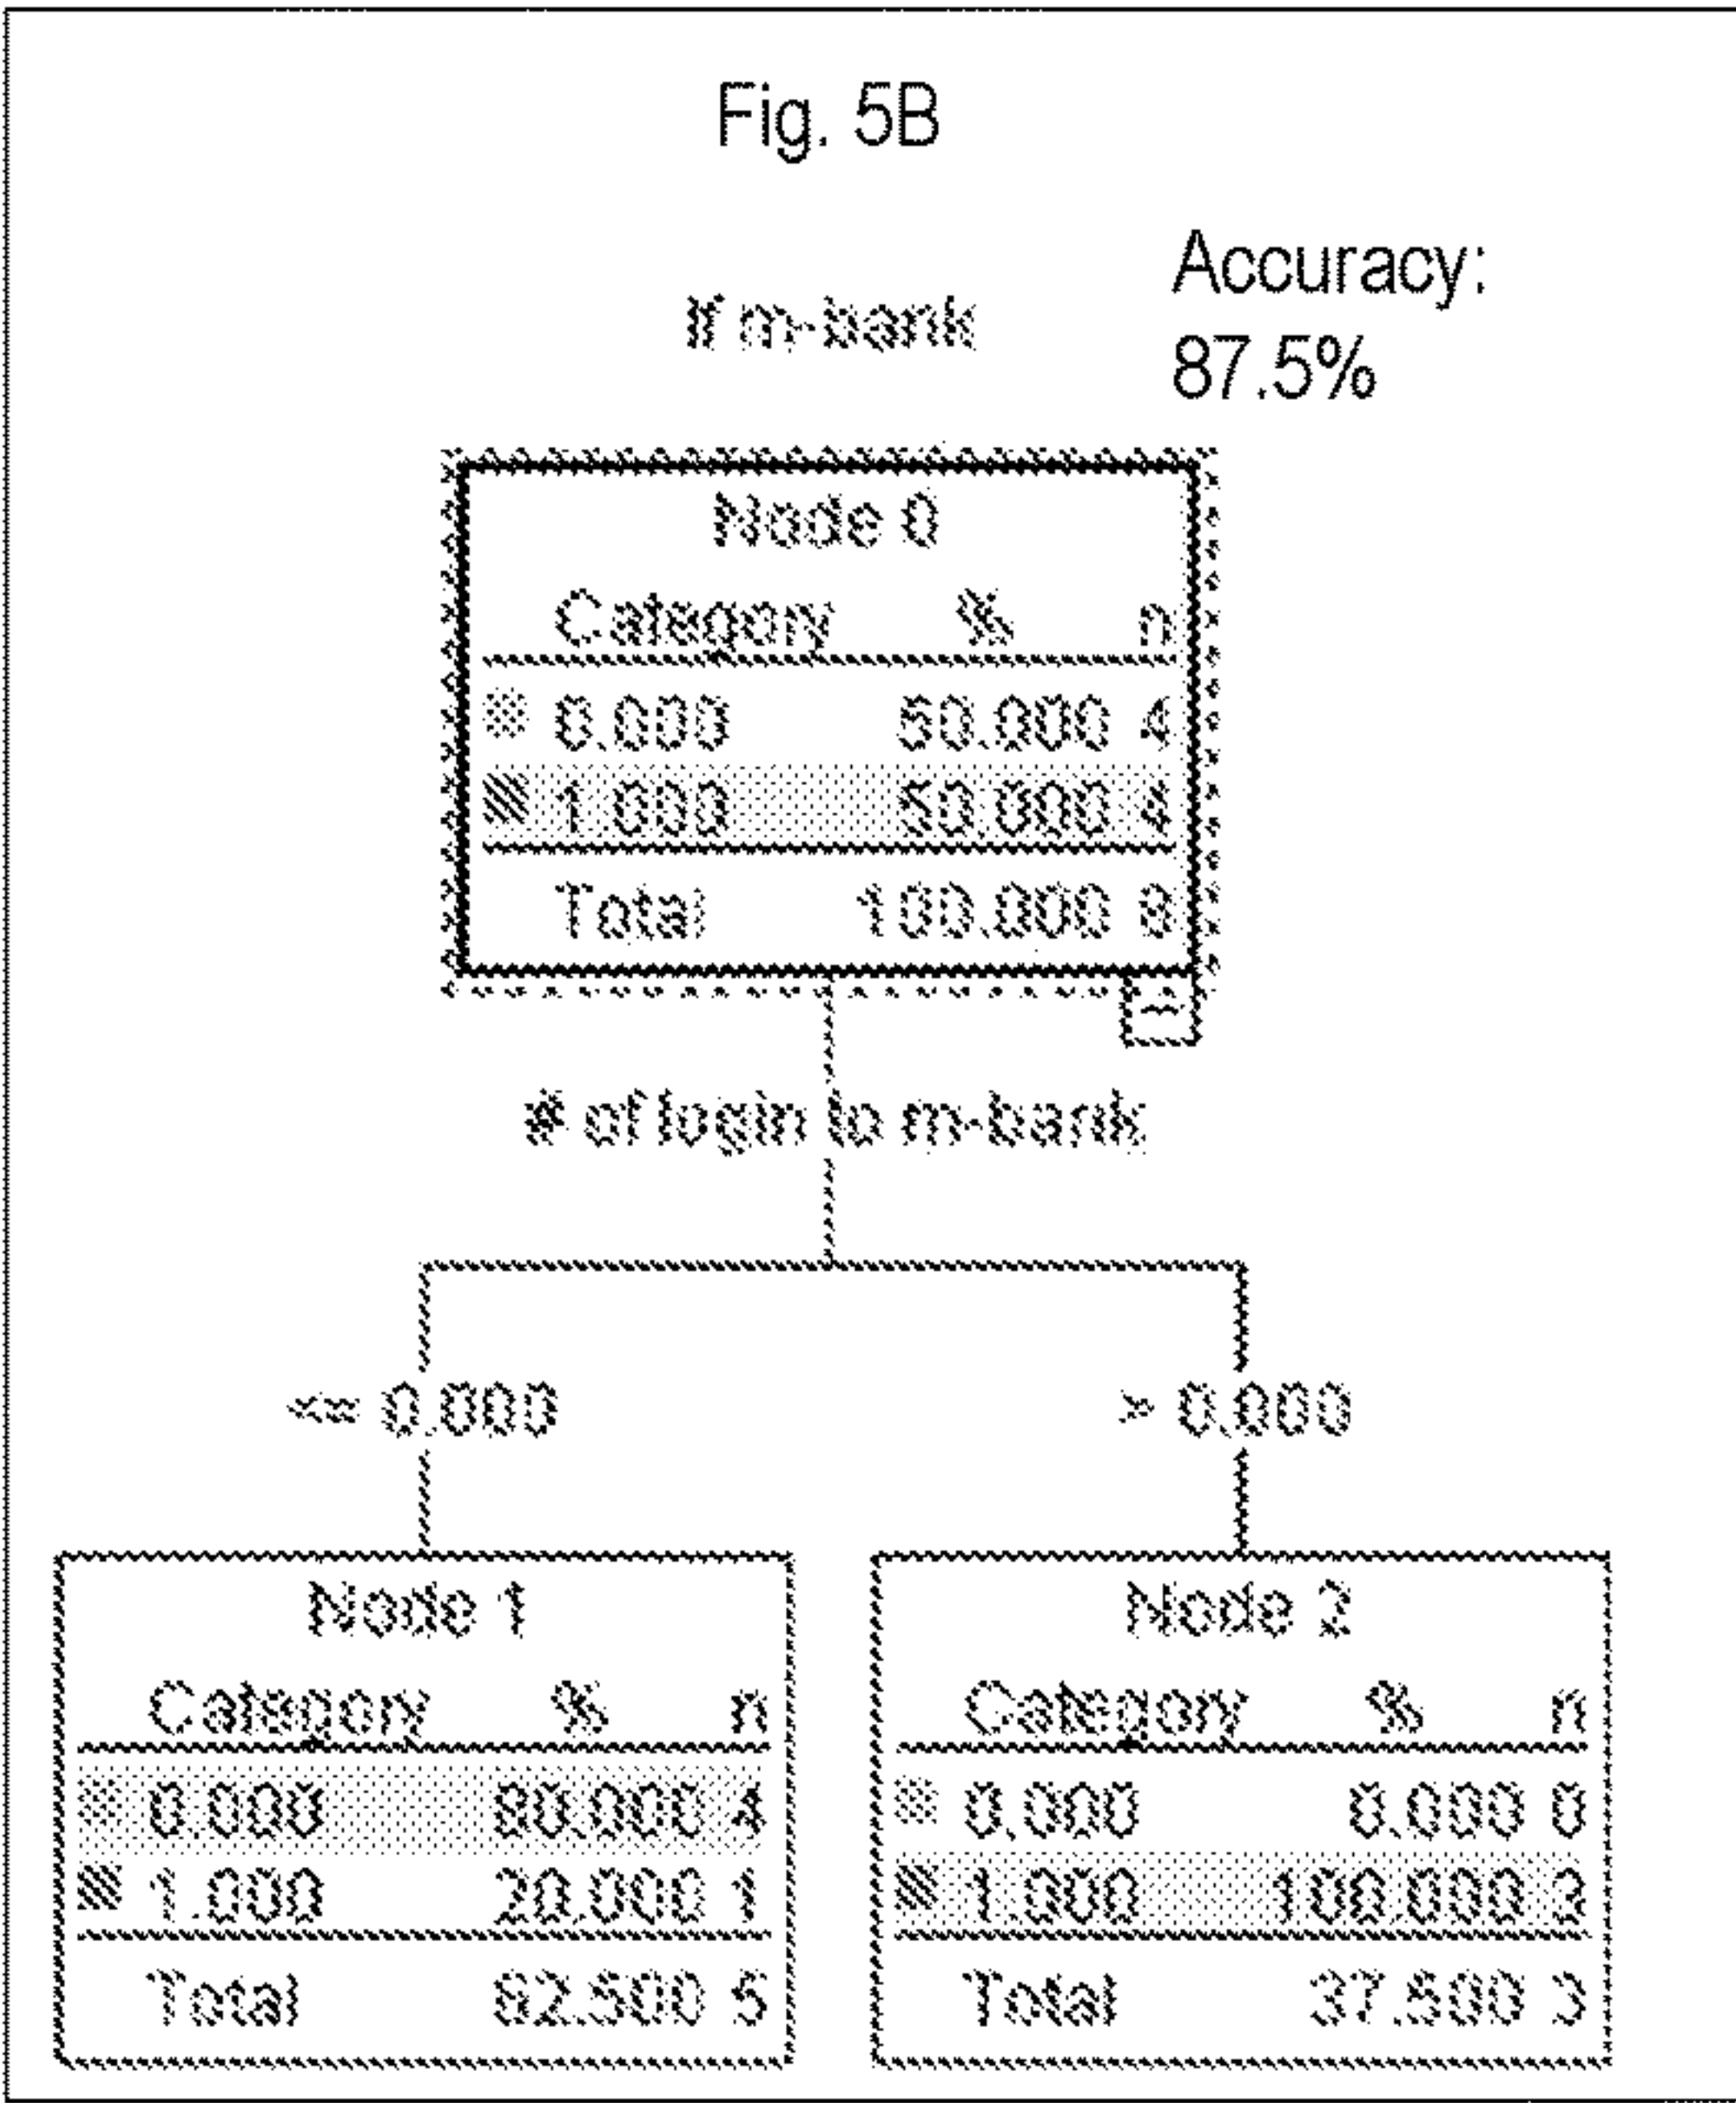 Fig. 5B
Accuracy:
87.5%
If m-bank
Node 0
Category % n
0.000 50.000 4
1.000 50.000 4
Total 100.000 8
# of login to m-bank
<= 0.000
> 0.000
Node 1
Category % n
0.000 80.000 4
1.000 20.000 1
Total 62.500 5
Node 2
Category % n
0.000 0.000 0
1.000 100.000 3
Total 37.500 3